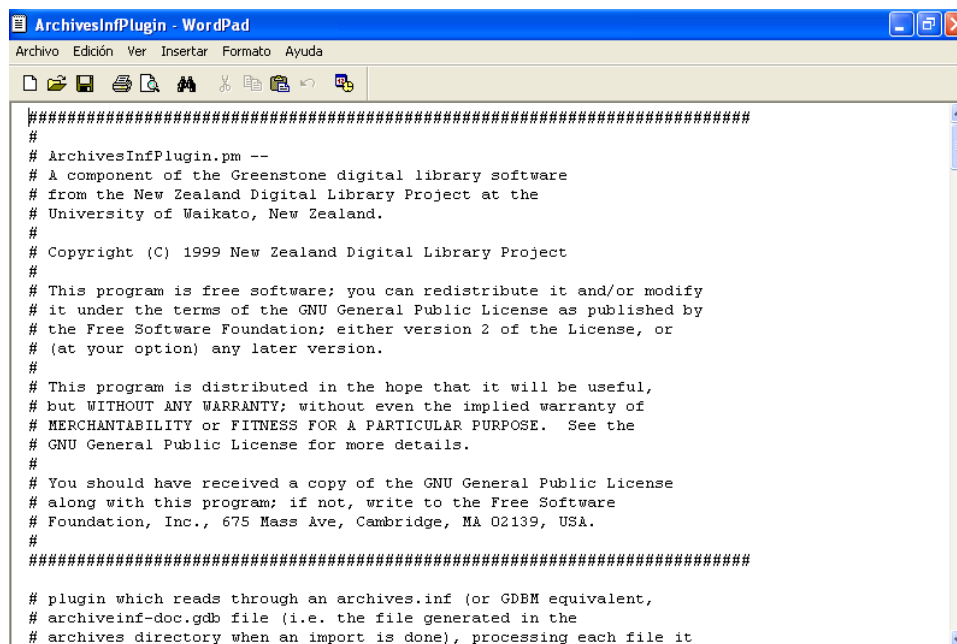 ArchivesInfPlugin - WordPad
Archivo Edición Ver Insertar Formato Ayuda
###########################################################################
#
# ArchivesInfPlugin.pm --
# A component of the Greenstone digital library software
# from the New Zealand Digital Library Project at the
# University of Waikato, New Zealand.
#
# Copyright (C) 1999 New Zealand Digital Library Project
#
# This program is free software; you can redistribute it and/or modify
# it under the terms of the GNU General Public License as published by
# the Free Software Foundation; either version 2 of the License, or
# (at your option) any later version.
#
# This program is distributed in the hope that it will be useful,
# but WITHOUT ANY WARRANTY; without even the implied warranty of
# MERCHANTABILITY or FITNESS FOR A PARTICULAR PURPOSE.  See the
# GNU General Public License for more details.
#
# You should have received a copy of the GNU General Public License
# along with this program; if not, write to the Free Software
# Foundation, Inc., 675 Mass Ave, Cambridge, MA 02139, USA.
#
###########################################################################
# plugin which reads through an archives.inf (or GDBM equivalent,
# archiveinf-doc.gdb file (i.e. the file generated in the
# archives directory when an import is done), processing each file it